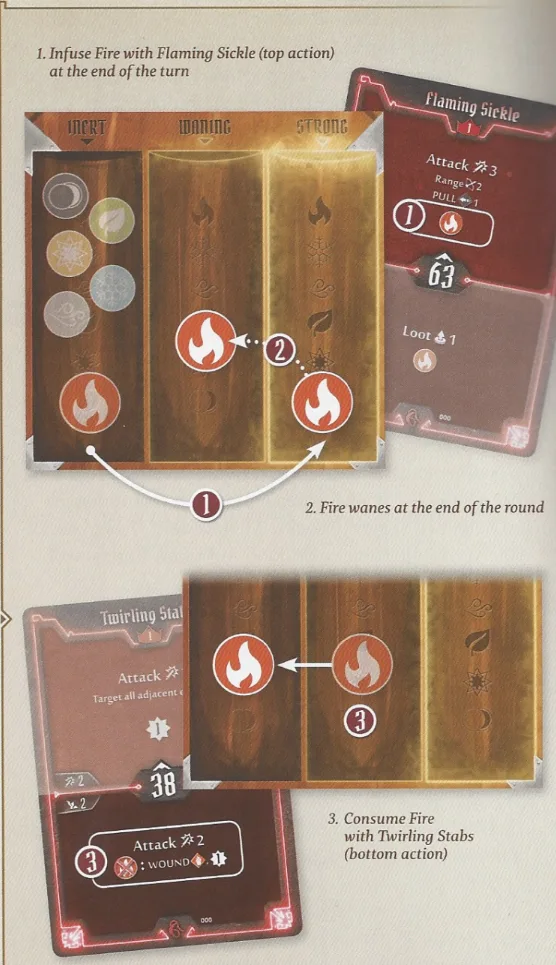 1. Infuse Fire with Flaming Sickle (top action)
at the end of the turn
INERT
WANING
STRONG
Flaming Sickle
1
Attack 3
Range 2
PULL 1
1
63
Loot 1
2
1
2. Fire wanes at the end of the round
Twirling
1
Attack
Target all adjacent
1
2
2
38
3
Attack 2
: WOUND , 1
3
3. Consume Fire
with Twirling Stabs
(bottom action)